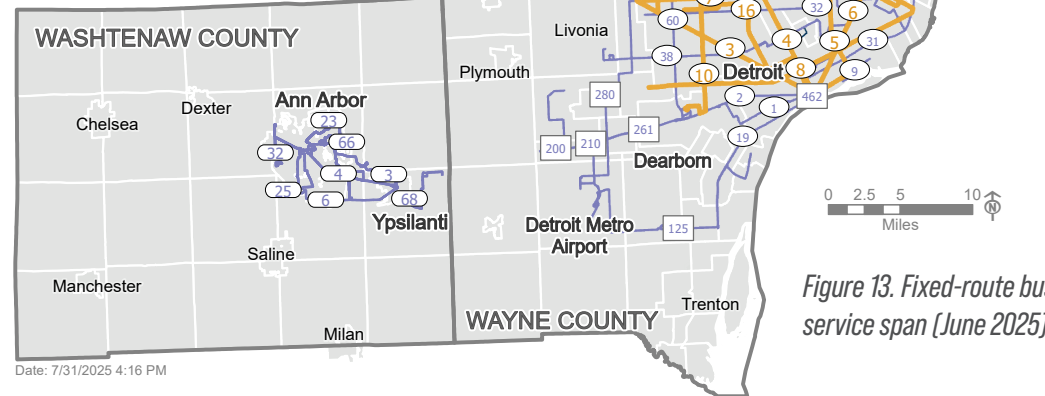 7
16
32
6
60
Livonia
WASHTENAW COUNTY
4
5
31
3
38
Plymouth
10
Detroit
8
9
Ann Arbor
280
2
462
Dexter
1
Chelsea
23
261
66
19
32
200
210
Dearborn
4
3
25
6
68
0 2.5 5 10
N
Miles
Ypsilanti
Detroit Metro
Airport
125
Saline
Manchester
Figure 13. Fixed-route bu
service span (June 2025)
Trenton
WAYNE COUNTY
Milan
Date: 7/31/2025 4:16 PM